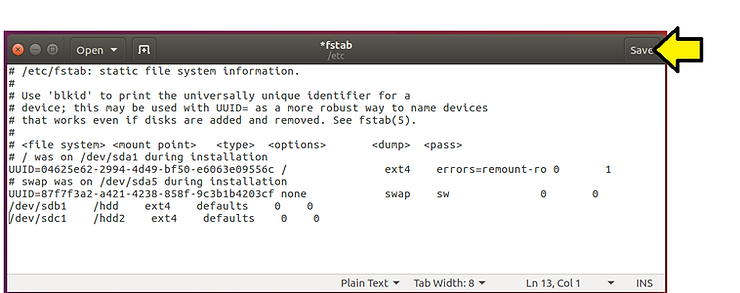 Open
*fstab
/etc
Save
# /etc/fstab: static file system information.
#
# Use 'blkid' to print the universally unique identifier for a
# device; this may be used with UUID= as a more robust way to name devices
# that works even if disks are added and removed. See fstab(5).
#
# <file system> <mount point>   <type>  <options>       <dump>  <pass>
# / was on /dev/sda1 during installation
UUID=04625e62-2994-4d49-bf50-e6063e09556c /               ext4    errors=remount-ro 0       1
# swap was on /dev/sda5 during installation
UUID=87f7f3a2-a421-4238-858f-9c3b1b4203cf none            swap    sw              0       0
/dev/sdb1    /hdd    ext4    defaults    0    0
/dev/sdc1    /hdd2    ext4    defaults    0    0
Plain Text
Tab Width: 8
Ln 13, Col 1
INS